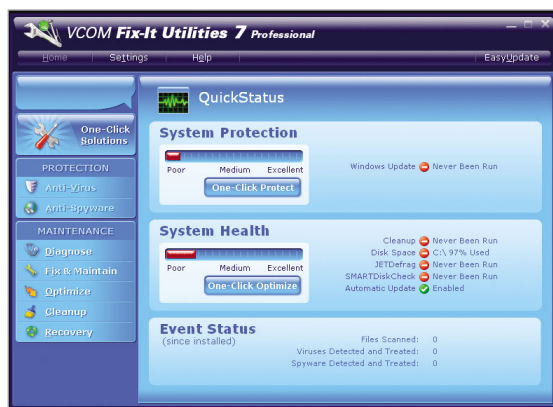 VCOM Fix-It Utilities 7 Professional
Home Settings Help EasyUpdate
QuickStatus
One-Click
Solutions
PROTECTION
Anti-Virus
Anti-Spyware
MAINTENANCE
Diagnose
Fix & Maintain
Optimize
Cleanup
Recovery
System Protection
Poor Medium Excellent
One-Click Protect
Windows Update Never Been Run
System Health
Poor Medium Excellent
One-Click Optimize
Cleanup Never Been Run
Disk Space C:\ 97% Used
JETDefrag Never Been Run
SMARTDiskCheck Never Been Run
Automatic Update Enabled
Event Status
(since installed)
Files Scanned: 0
Viruses Detected and Treated: 0
Spyware Detected and Treated: 0